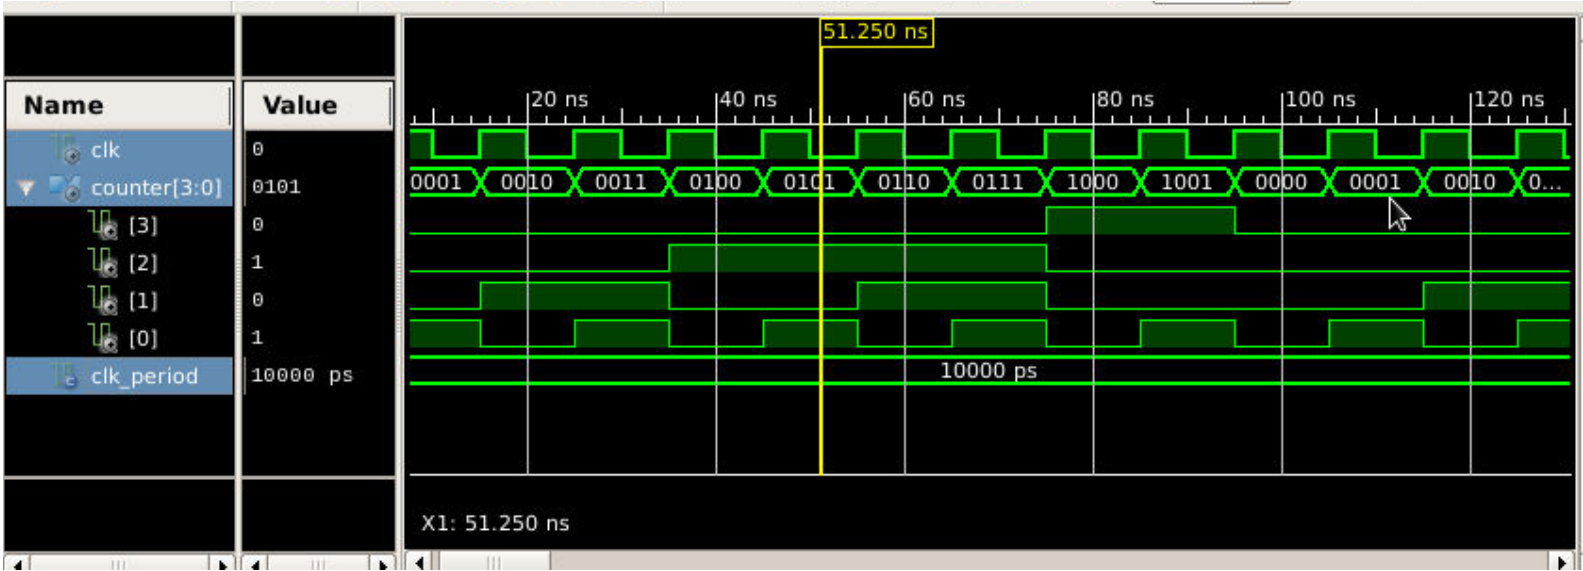 51.250 ns
Name Value 20 ns 40 ns 60 ns 80 ns 100 ns 120 ns
clk 0
counter[3:0] 0101 0001 0010 0011 0100 0101 0110 0111 1000 1001 0000 0001 0010 0...
[3] 0
[2] 1
[1] 0
[0] 1
clk_period 10000 ps 10000 ps
X1: 51.250 ns